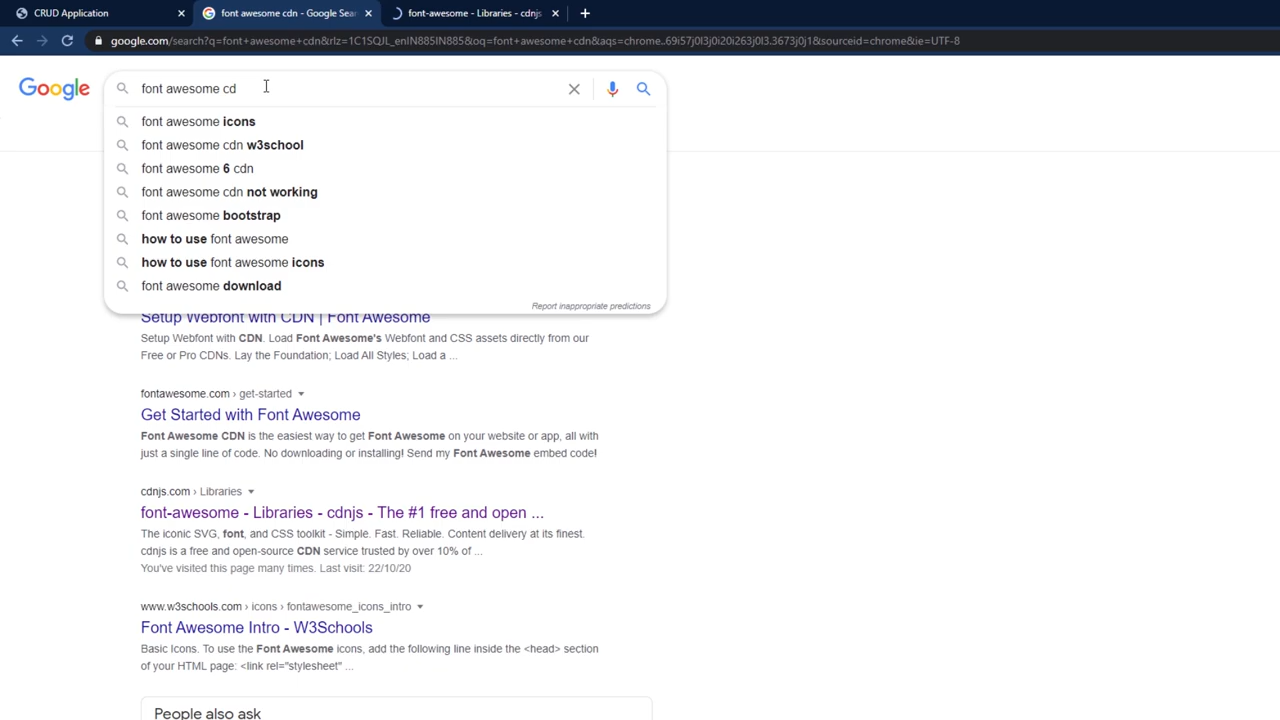 CRUD Application
font awesome cdn - Google Sear
font-awesome - Libraries - cdnjs
google.com/search?q=font+awesome+cdn&rlz=1C1SQJL_enIN885IN885&oq=font+awesome+cdn&aqs=chrome..69i57j0l3j0i20i263j0l3.3673j0j1&sourceid=chrome&ie=UTF-8
Google
font awesome cd
font awesome icons
font awesome cdn w3school
font awesome 6 cdn
font awesome cdn not working
font awesome bootstrap
how to use font awesome
how to use font awesome icons
font awesome download
Report inappropriate predictions
Setup Webfont with CDN | Font Awesome
Setup Webfont with CDN. Load Font Awesome's Webfont and CSS assets directly from our
Free or Pro CDNs. Lay the Foundation; Load All Styles; Load a ...
fontawesome.com › get-started
Get Started with Font Awesome
Font Awesome CDN is the easiest way to get Font Awesome on your website or app, all with
just a single line of code. No downloading or installing! Send my Font Awesome embed code!
cdnjs.com › Libraries
font-awesome - Libraries - cdnjs - The #1 free and open ...
The iconic SVG, font, and CSS toolkit - Simple. Fast. Reliable. Content delivery at its finest.
cdnjs is a free and open-source CDN service trusted by over 10% of ...
You've visited this page many times. Last visit: 22/10/20
www.w3schools.com › icons › fontawesome_icons_intro
Font Awesome Intro - W3Schools
Basic Icons. To use the Font Awesome icons, add the following line inside the <head> section
of your HTML page: <link rel="stylesheet" ...
People also ask